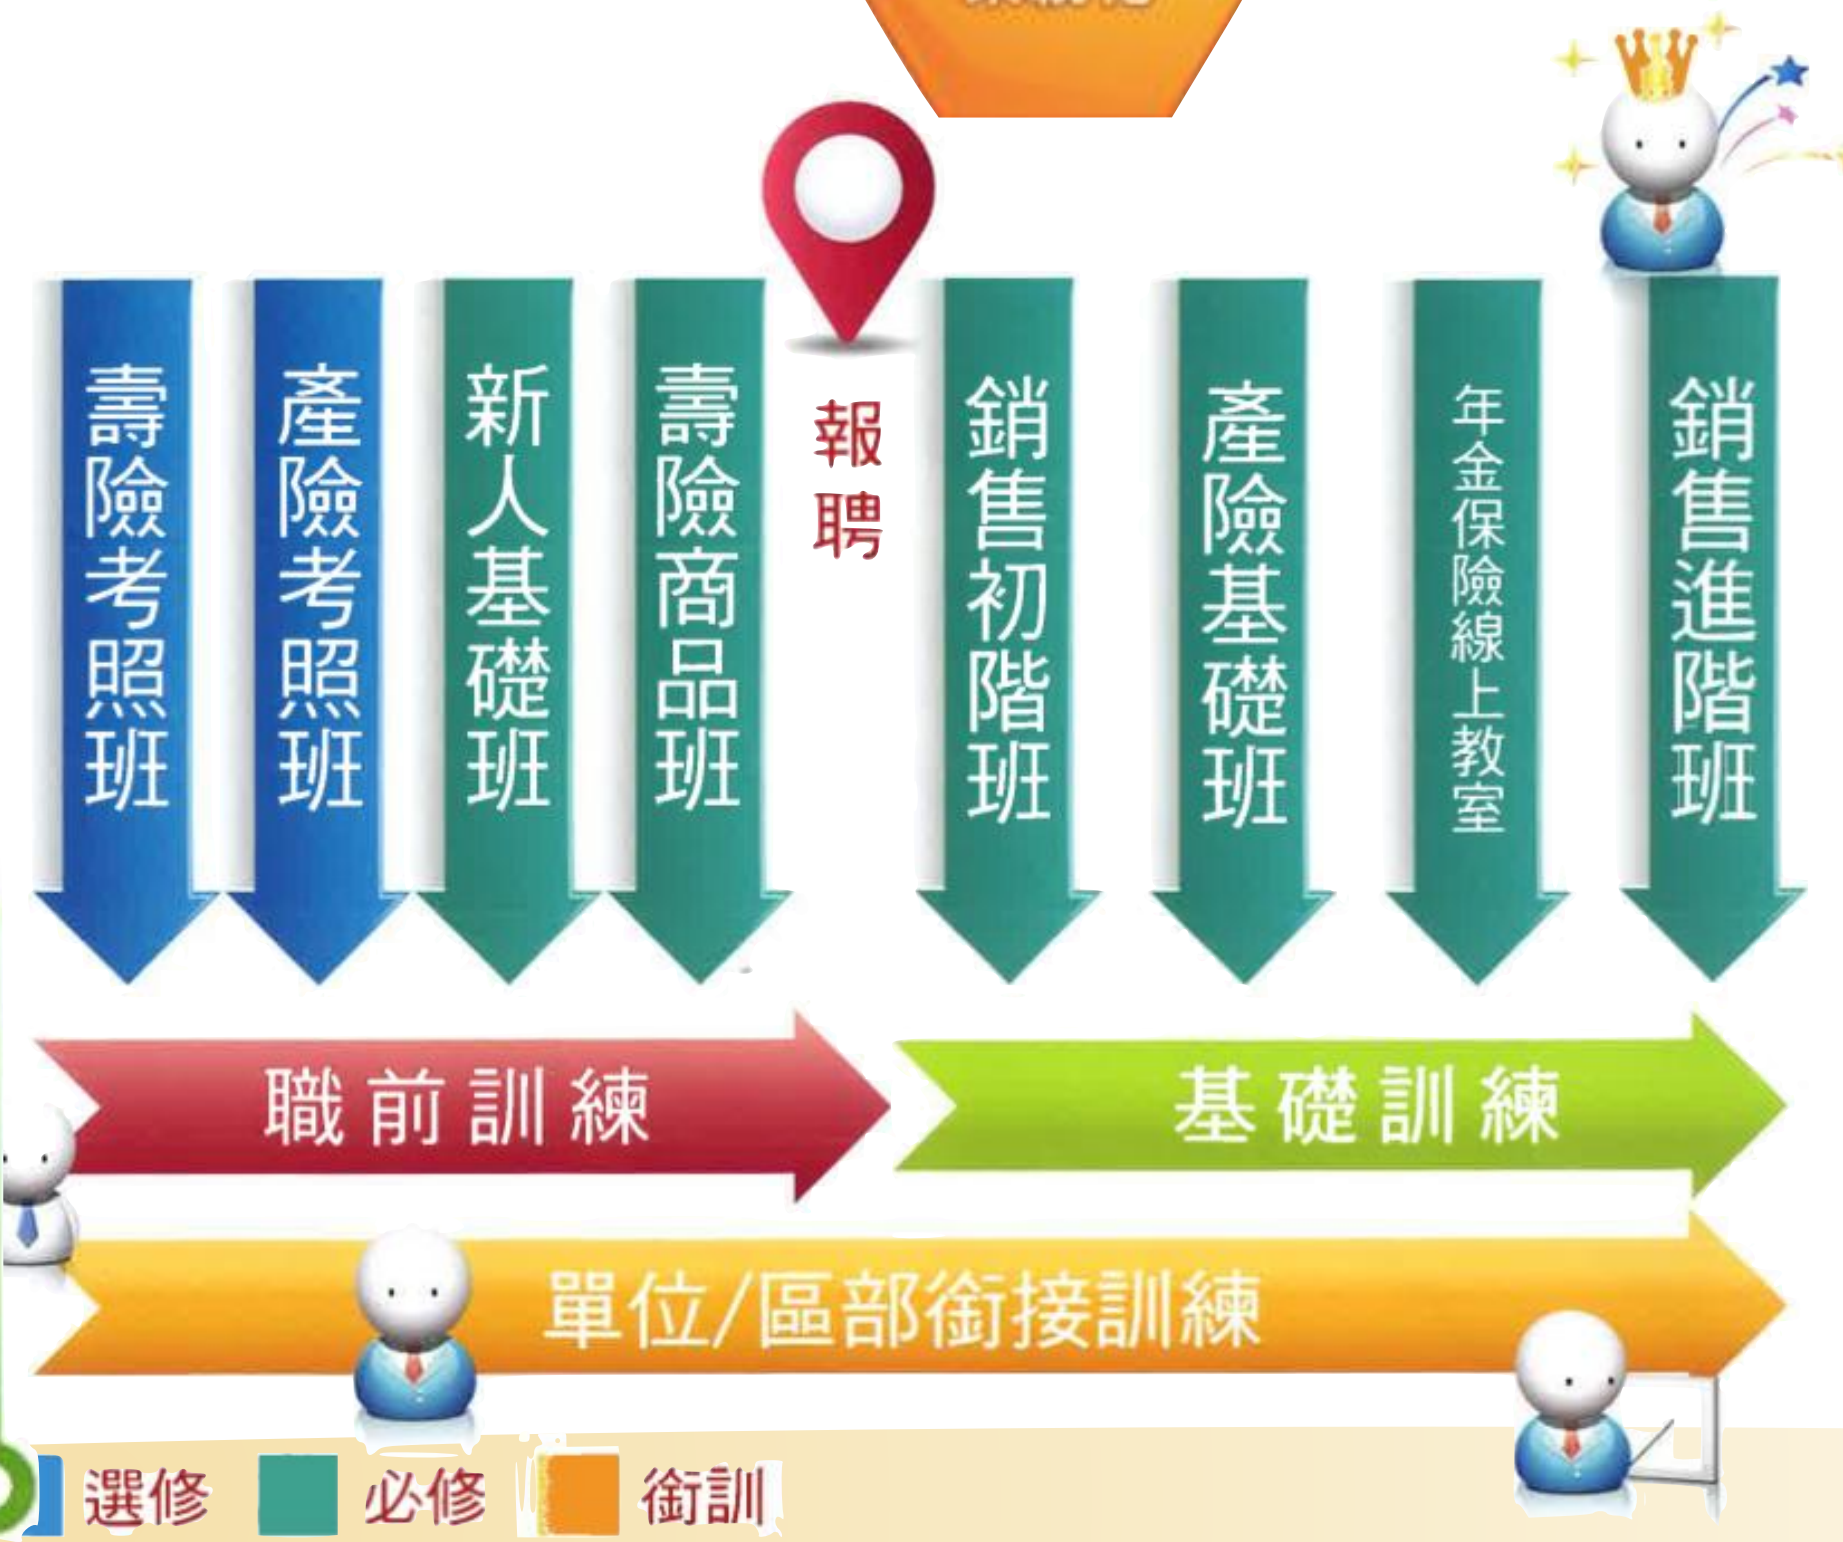 壽險考照班
產險考照班
新人基礎班
壽險商品班
報聘
銷售初階班
產險基礎班
年金保險線上教室
銷售進階班
職前訓練
基礎訓練
單位/區部銜接訓練
選修
必修
銜訓